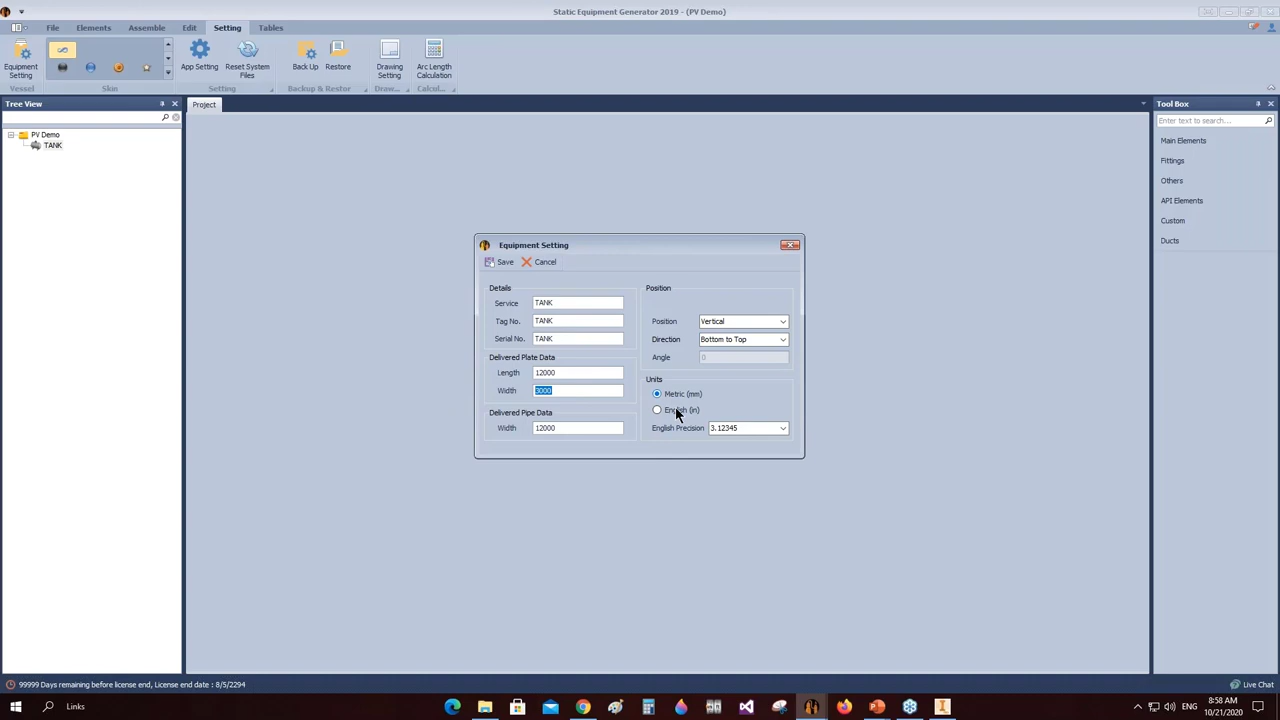 Static Equipment Generator 2019 - (PV Demo)
File
Elements
Assemble
Edit
Setting
Tables
Equipment Setting
App Setting
Reset System Files
Back Up
Restore
Drawing Setting
Arc Length Calculation
Vessel
Skin
Setting
Backup & Restor
Draw...
Calcul...
Tree View
Project
Tool Box
Enter text to search...
PV Demo
TANK
Main Elements
Fittings
Others
API Elements
Custom
Ducts
Equipment Setting
Save
Cancel
Details
Service TANK
Tag No. TANK
Serial No. TANK
Delivered Plate Data
Length 12000
Width 3000
Delivered Pipe Data
Width 12000
Position
Position Vertical
Direction Bottom to Top
Angle 0
Units
Metric (mm)
English (in)
English Precision 3.12345
99999 Days remaining before license end, License end date : 8/5/2294
Live Chat
Links
ENG
8:58 AM
10/21/2020